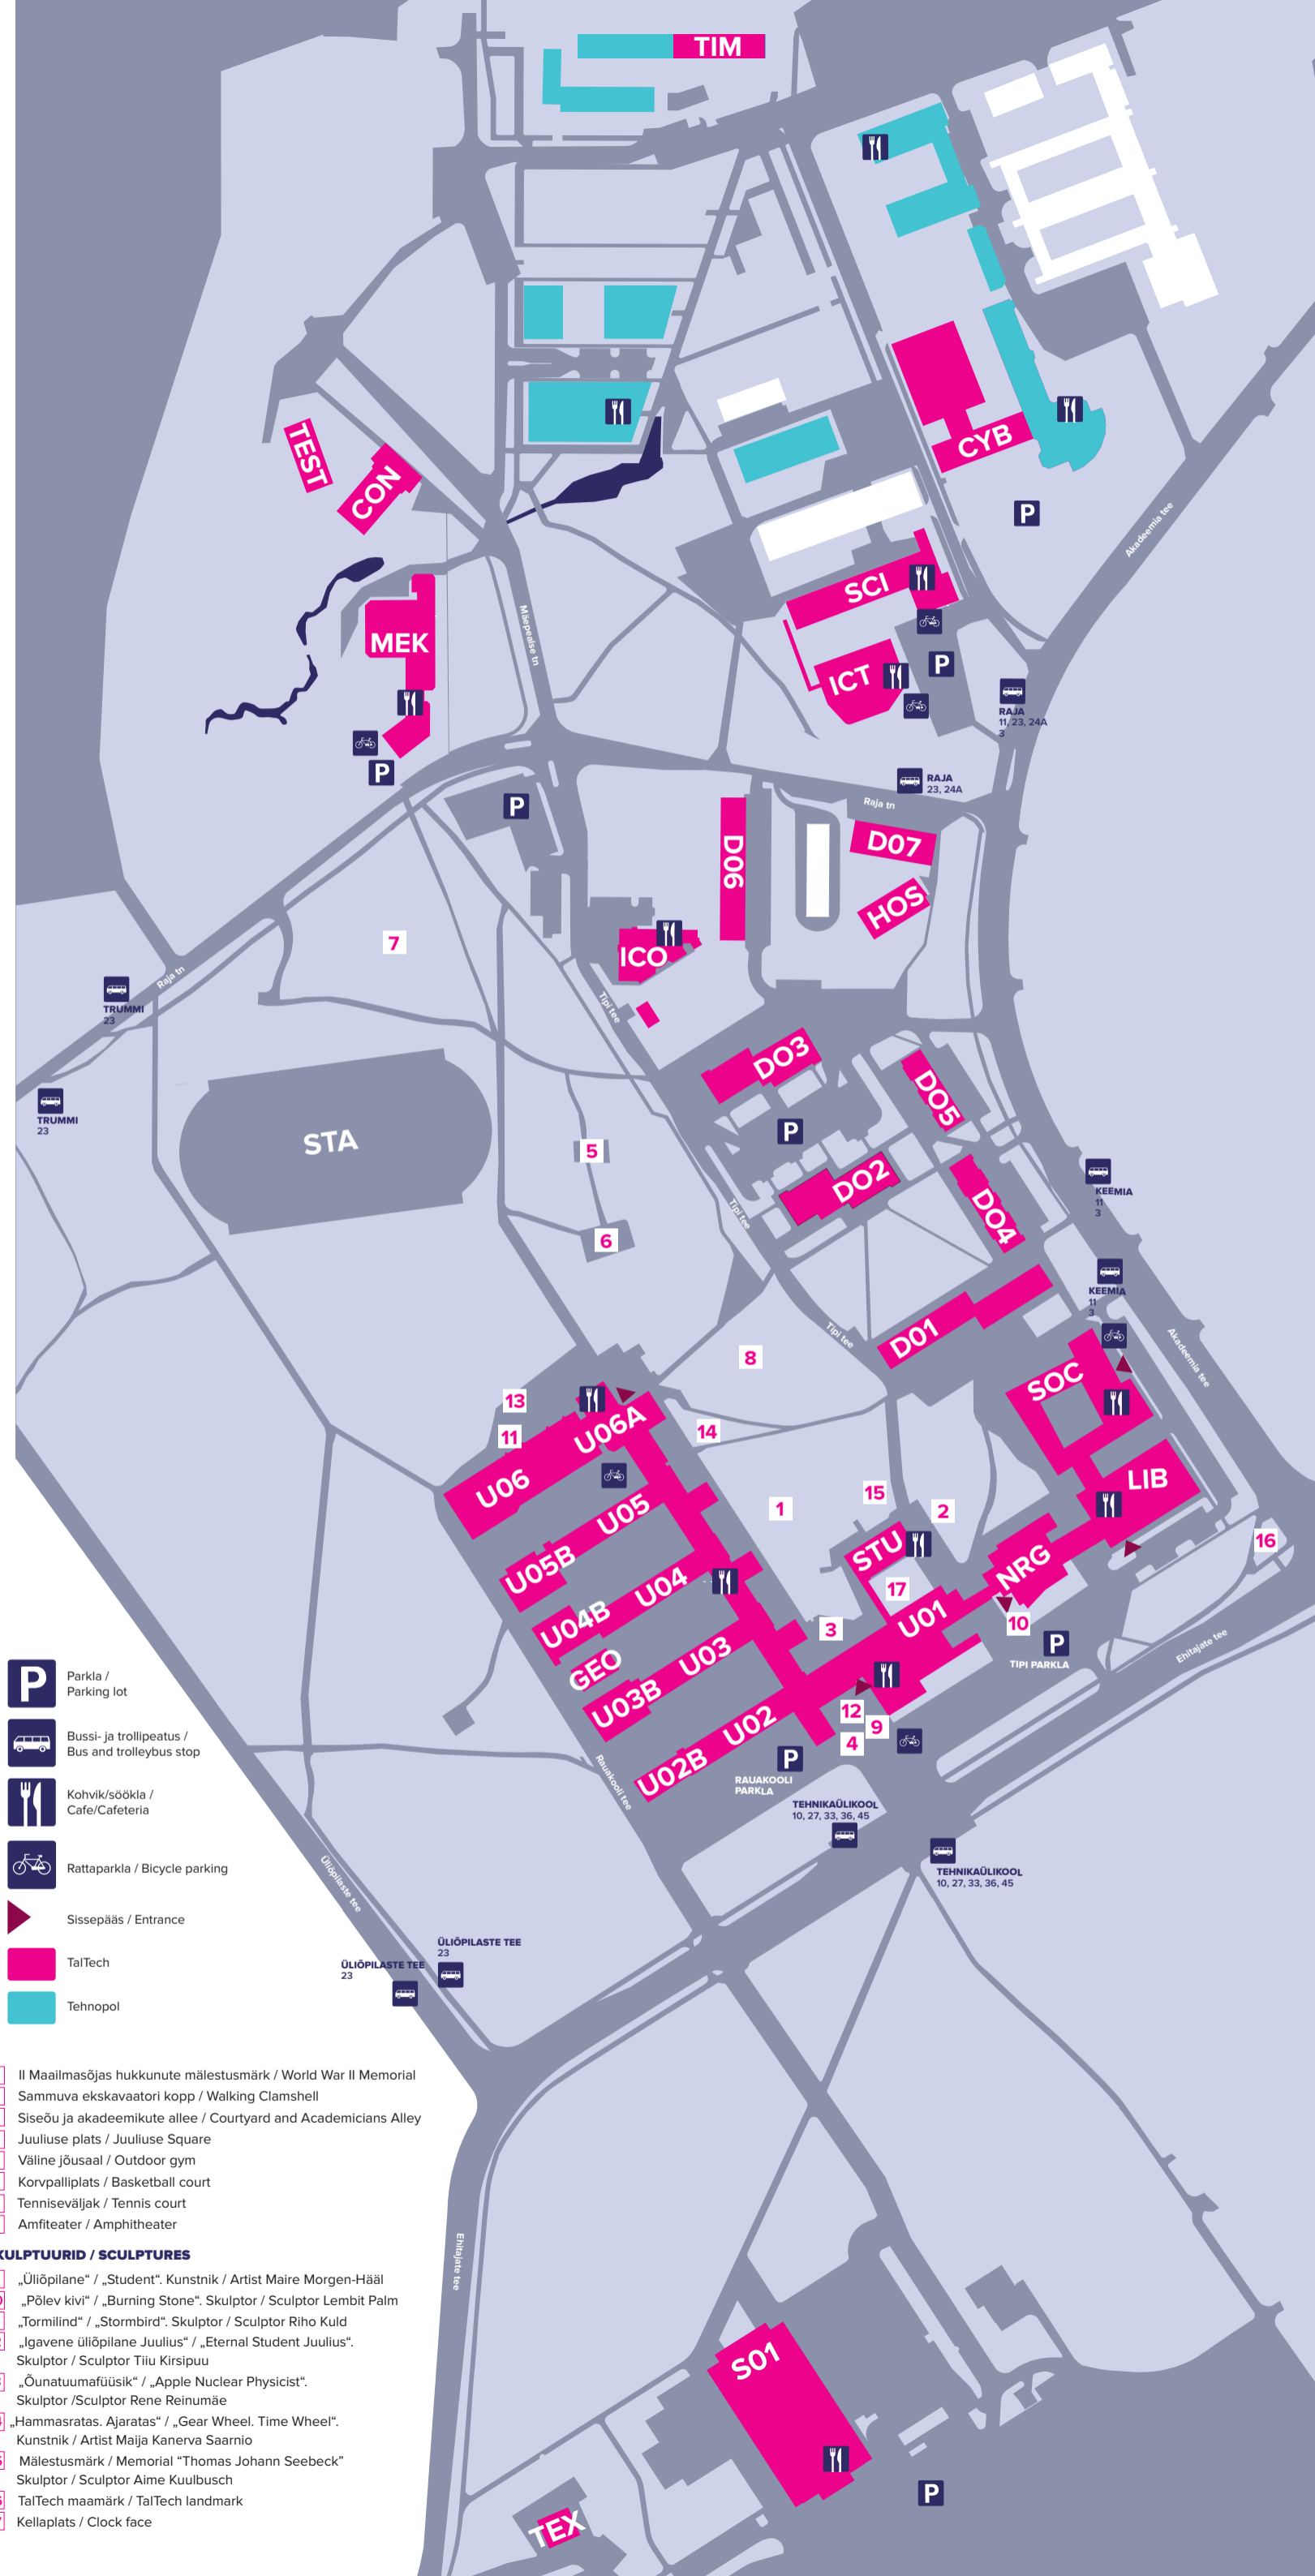 TIM
CYB
TEST
CON
P
Akadeemia tee
SCI
MEK
Mäepealse tn
ICT
P
RAJA
11, 23, 24A
3
P
RAJA
23, 24A
P
Raja tn
D07
D06
HOS
7
ICO
Raja tn
TRUMMI
23
Tipi tee
DO3
TRUMMI
23
DO5
STA
P
5
DO2
KEEMIA
11
3
Tipi tee
DO4
6
KEEMIA
11
3
D01
Tipi tee
Akadeemia tee
8
SOC
13
11
U06A
14
U06
LIB
15
1
2
U05
16
STU
U05B
NRG
17
U04
U01
10
U04B
3
P
TIPI PARKLA
Ehitajate tee
GEO
U03
U03B
12
9
4
U02
U02B
P
RAUAKOOLI
PARKLA
Rauakooli tee
TEHNIKAÜLIKOOL
10, 27, 33, 36, 45
TEHNIKAÜLIKOOL
10, 27, 33, 36, 45
Üliõpilaste tee
ÜLIÕPILASTE TEE
23
ÜLIÕPILASTE TEE
23
Ehitajate tee
S01
P
TEX
P
Parkla /
Parking lot
Bussi- ja trollipeatus /
Bus and trolleybus stop
Kohvik/söökla /
Cafe/Cafeteria
Rattaparkla / Bicycle parking
Sissepääs / Entrance
TalTech
Tehnopol
II Maailmasõjas hukkunute mälestusmärk / World War II Memorial
Sammuva ekskavaatori kopp / Walking Clamshell
Siseõu ja akadeemikute allee / Courtyard and Academicians Alley
Juuliuse plats / Juuliuse Square
Väline jõusaal / Outdoor gym
Korvpalliplats / Basketball court
Tenniseväljak / Tennis court
Amfiteater / Amphitheater
KULPTUURID / SCULPTURES
„Üliõpilane“ / „Student“. Kunstnik / Artist Maire Morgen-Hääl
„Põlev kivi“ / „Burning Stone“. Skulptor / Sculptor Lembit Palm
„Tormilind“ / „Stormbird“. Skulptor / Sculptor Riho Kuld
„Igavene üliõpilane Juulius“ / „Eternal Student Juulius“.
Skulptor / Sculptor Tiiu Kirsipuu
„Õunatuumafüüsik“ / „Apple Nuclear Physicist“.
Skulptor /Sculptor Rene Reinumäe
„Hammasratas. Ajaratas“ / „Gear Wheel. Time Wheel“.
Kunstnik / Artist Maija Kanerva Saarnio
Mälestusmärk / Memorial “Thomas Johann Seebeck”
Skulptor / Sculptor Aime Kuulbusch
TalTech maamärk / TalTech landmark
Kellaplats / Clock face